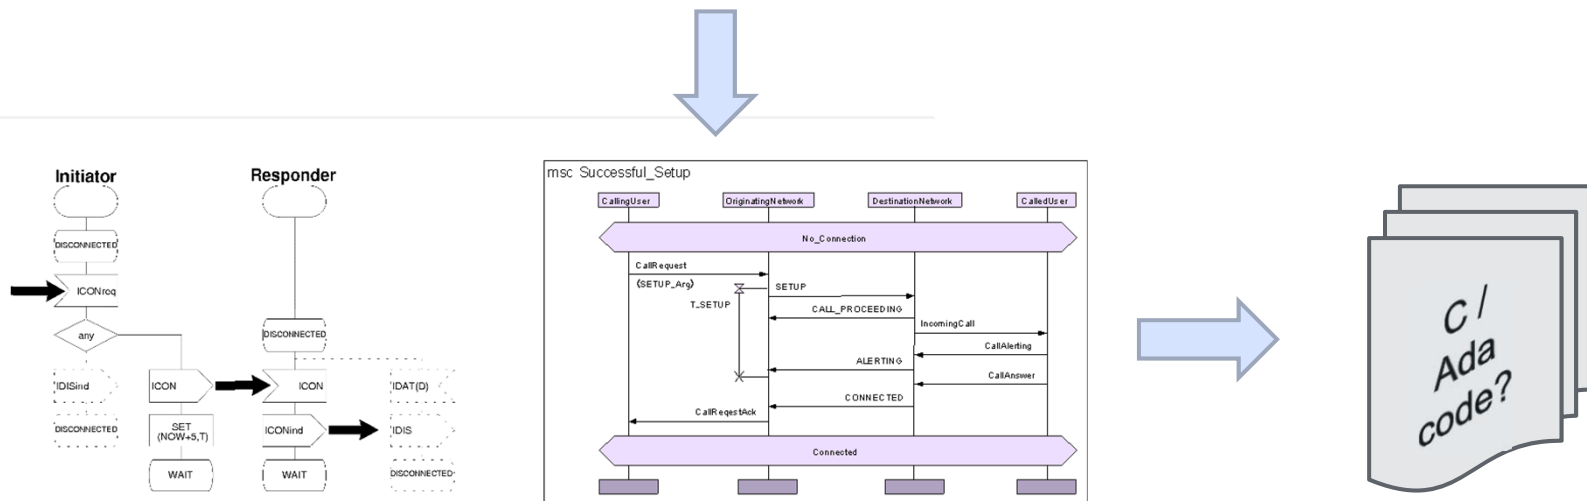 Initiator
Responder
DISCONNECTED
ICONreq
any
DISCONNECTED
IDISind
ICON
ICON
IDAT(D)
DISCONNECTED
SET
(NOW+5,T)
ICONind
IDIS
WAIT
WAIT
DISCONNECTED
msc Successful_Setup
CallingUser
OriginatingNetwork
DestinationNetwork
CalledUser
No_Connection
CallRequest
(SETUP_Arg)
SETUP
T_SETUP
CALL_PROCEEDING
IncomingCall
CallAlerting
ALERTING
CallAnswer
CONNECTED
CallReqestAck
Connected
C /
Ada
code?